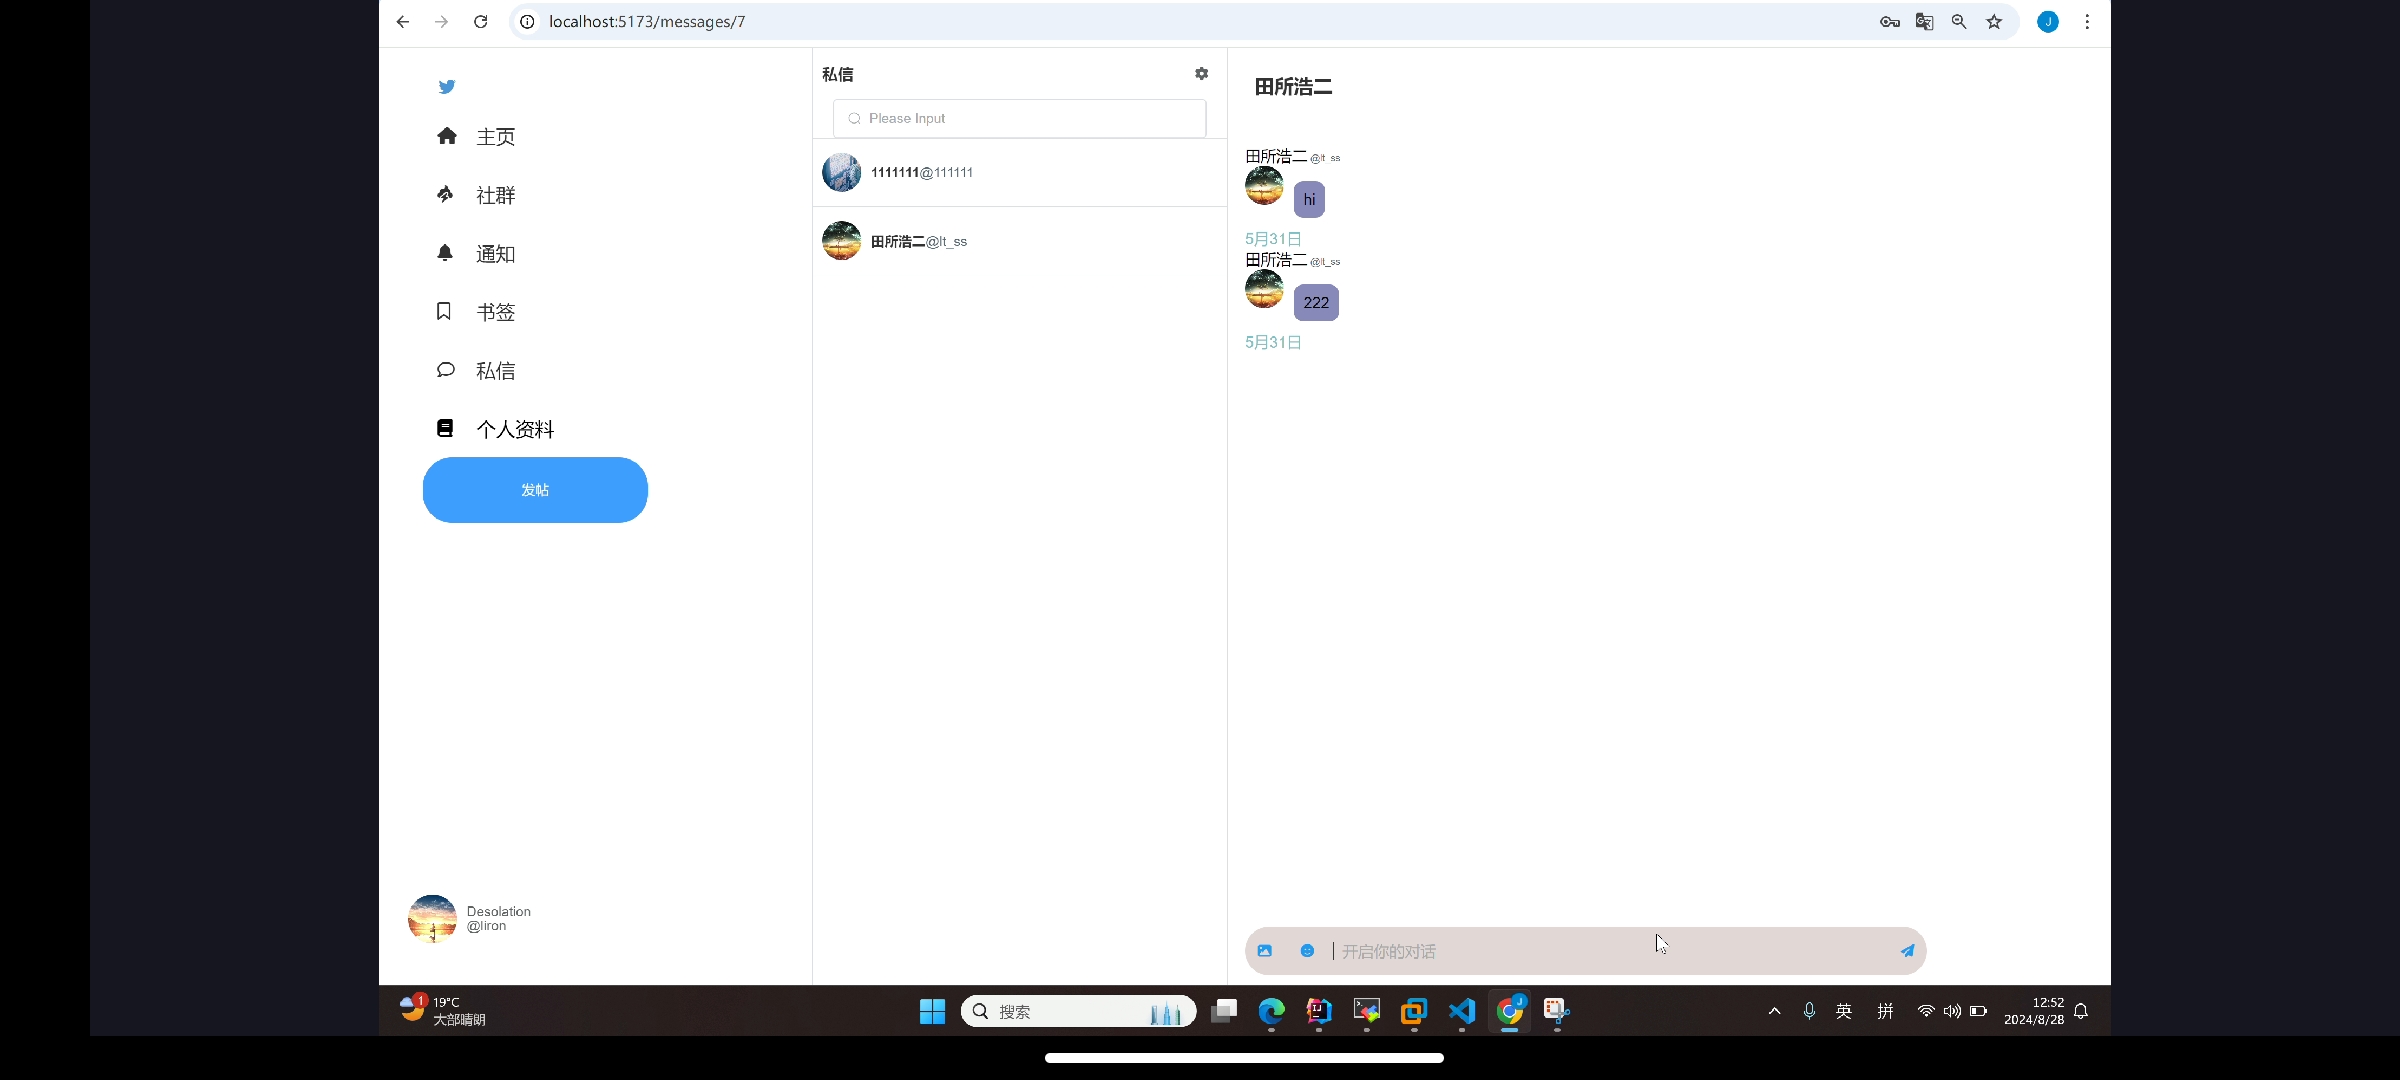 localhost:5173/messages/7
J
主页
社群
通知
书签
私信
个人资料
发帖
Desolation
@liron
私信
Please Input
1111111@111111
田所浩二@lt_ss
田所浩二
田所浩二 @lt_ss
hi
5月31日
田所浩二 @lt_ss
222
5月31日
开启你的对话
1
19°C
大部晴朗
搜索
IJ
J
英
拼
12:52
2024/8/28